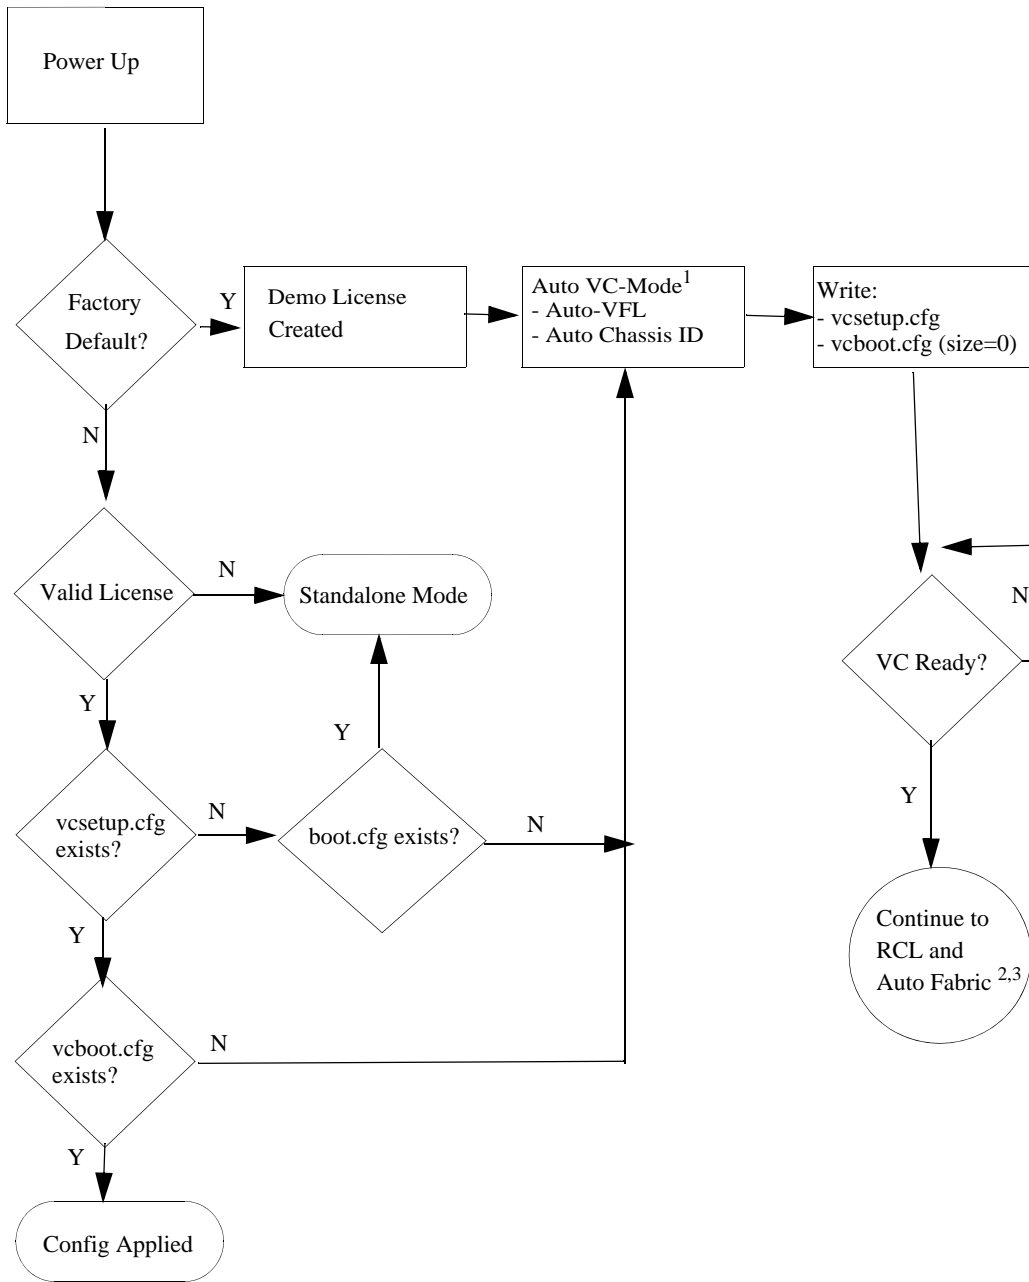 Power Up
Factory
Default?
Y
Demo License
Created
Auto VC-Mode1
- Auto-VFL
- Auto Chassis ID
Write:
- vcsetup.cfg
- vcboot.cfg (size=0)
N
Valid License
N
Standalone Mode
N
VC Ready?
Y
Y
Y
vcsetup.cfg
exists?
N
boot.cfg exists?
N
Y
Continue to
RCL and
Auto Fabric 2,3
vcboot.cfg
exists?
N
Y
Config Applied